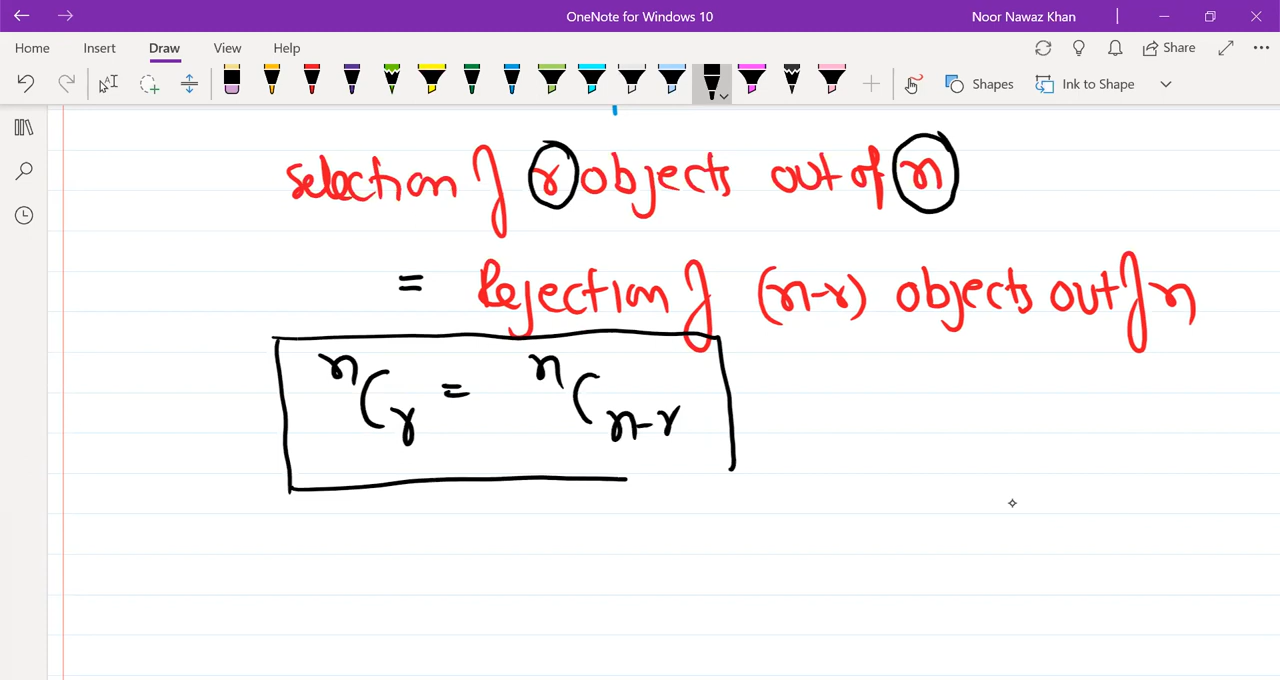 OneNote for Windows 10
Noor Nawaz Khan
Home Insert Draw View Help
Share
Shapes
Ink to Shape
selection of r objects out of n
= Rejection of (n-r) objects out of n
ⁿCᵣ = ⁿCₙ₋ᵣ